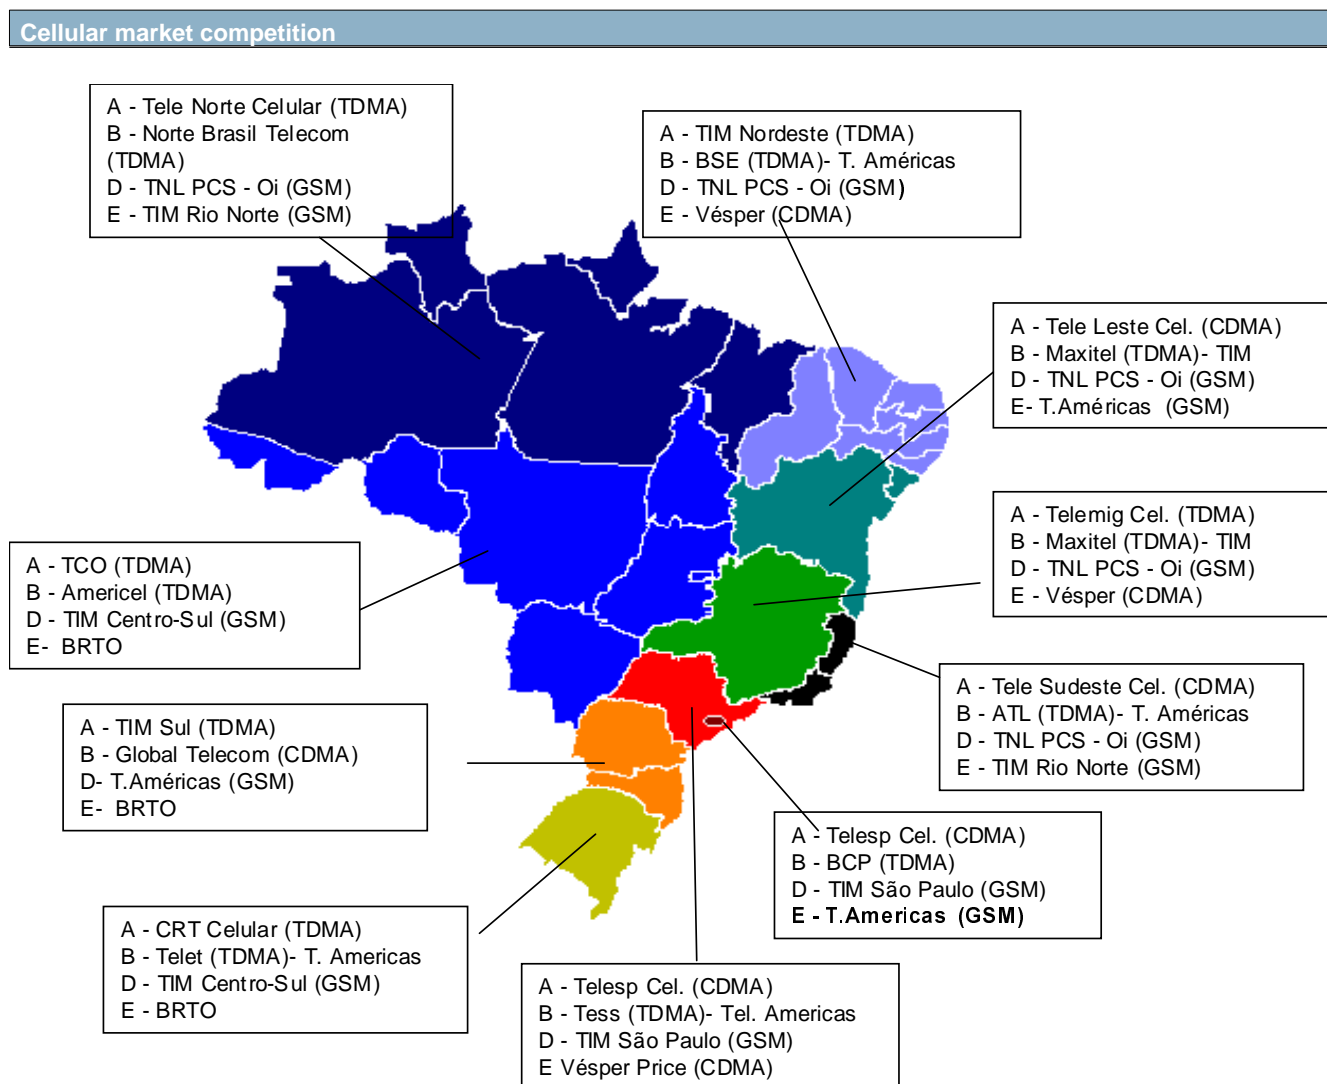 Cellular market competition
A - Tele Norte Celular (TDMA)
B - Norte Brasil Telecom
(TDMA)
D - TNL PCS - Oi (GSM)
E - TIM Rio Norte (GSM)
A - TIM Nordeste (TDMA)
B - BSE (TDMA)- T. Américas
D - TNL PCS - Oi (GSM)
E - Vésper (CDMA)
A - Tele Leste Cel. (CDMA)
B - Maxitel (TDMA)- TIM
D - TNL PCS - Oi (GSM)
E- T.Américas (GSM)
A - Telemig Cel. (TDMA)
B - Maxitel (TDMA)- TIM
D - TNL PCS - Oi (GSM)
E - Vésper (CDMA)
A - TCO (TDMA)
B - Americel (TDMA)
D - TIM Centro-Sul (GSM)
E- BRTO
A - Tele Sudeste Cel. (CDMA)
B - ATL (TDMA)- T. Américas
D - TNL PCS - Oi (GSM)
E - TIM Rio Norte (GSM)
A - TIM Sul (TDMA)
B - Global Telecom (CDMA)
D- T.Américas (GSM)
E- BRTO
A - Telesp Cel. (CDMA)
B - BCP (TDMA)
D - TIM São Paulo (GSM)
E - T.Americas (GSM)
A - CRT Celular (TDMA)
B - Telet (TDMA)- T. Americas
D - TIM Centro-Sul (GSM)
E - BRTO
A - Telesp Cel. (CDMA)
B - Tess (TDMA)- Tel. Americas
D - TIM São Paulo (GSM)
E Vésper Price (CDMA)